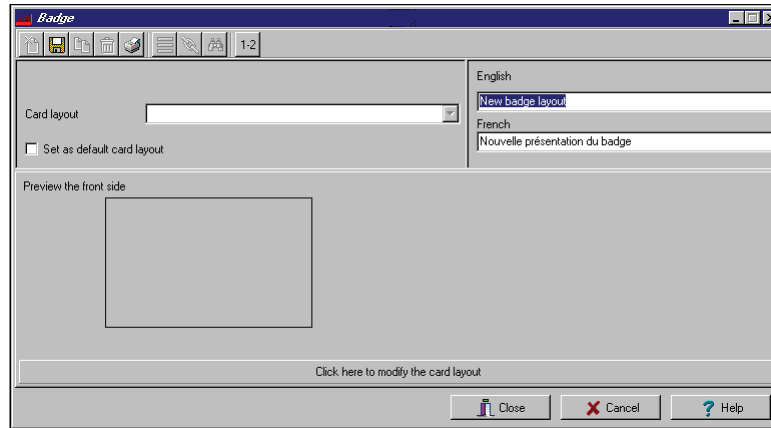 Badge
1-2
English
New badge layout
Card layout
French
Nouvelle présentation du badge
Set as default card layout
Preview the front side
Click here to modify the card layout
Close
Cancel
? Help